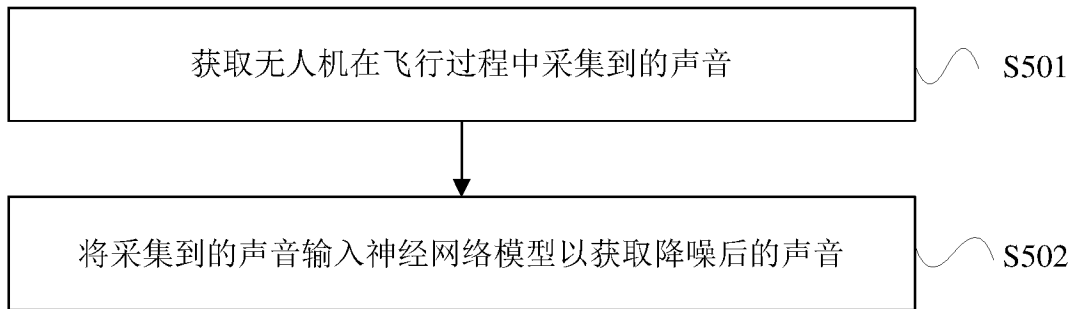 获取无人机在飞行过程中采集到的声音
S501
将采集到的声音输入神经网络模型以获取降噪后的声音
S502